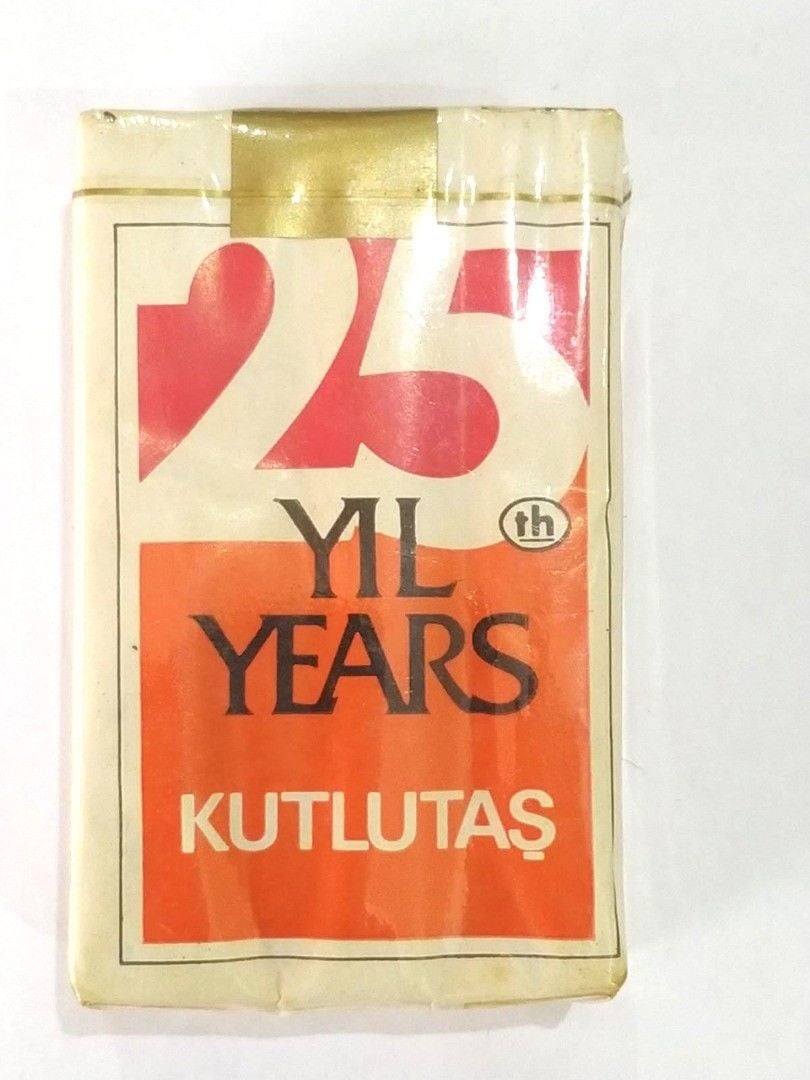 25
th
YIL
YEARS
KUTLUTAŞ